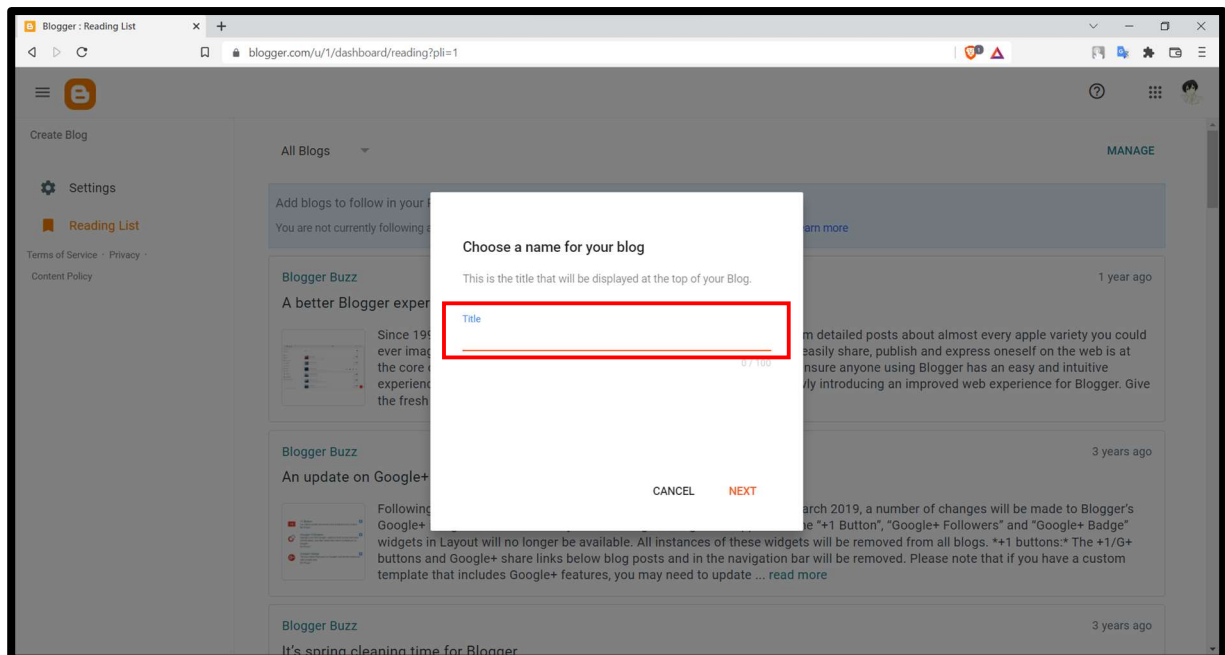 Blogger : Reading List
blogger.com/u/1/dashboard/reading?pli=1
Create Blog
Settings
Reading List
Terms of Service · Privacy ·
Content Policy
All Blogs
MANAGE
Add blogs to follow in your
You are not currently following
Learn more
Choose a name for your blog
This is the title that will be displayed at the top of your Blog.
Title
0 / 100
CANCEL
NEXT
Blogger Buzz
1 year ago
A better Blogger exper
Since 199 m detailed posts about almost every apple variety you could
ever imag easily share, publish and express oneself on the web is at
the core nsure anyone using Blogger has an easy and intuitive
experienc ly introducing an improved web experience for Blogger. Give
the fresh
Blogger Buzz
3 years ago
An update on Google+
Following arch 2019, a number of changes will be made to Blogger's
Google+ "+1 Button", "Google+ Followers" and "Google+ Badge"
widgets in Layout will no longer be available. All instances of these widgets will be removed from all blogs. *+1 buttons:* The +1/G+
buttons and Google+ share links below blog posts and in the navigation bar will be removed. Please note that if you have a custom
template that includes Google+ features, you may need to update ... read more
Blogger Buzz
3 years ago
It's spring cleaning time for Blogger